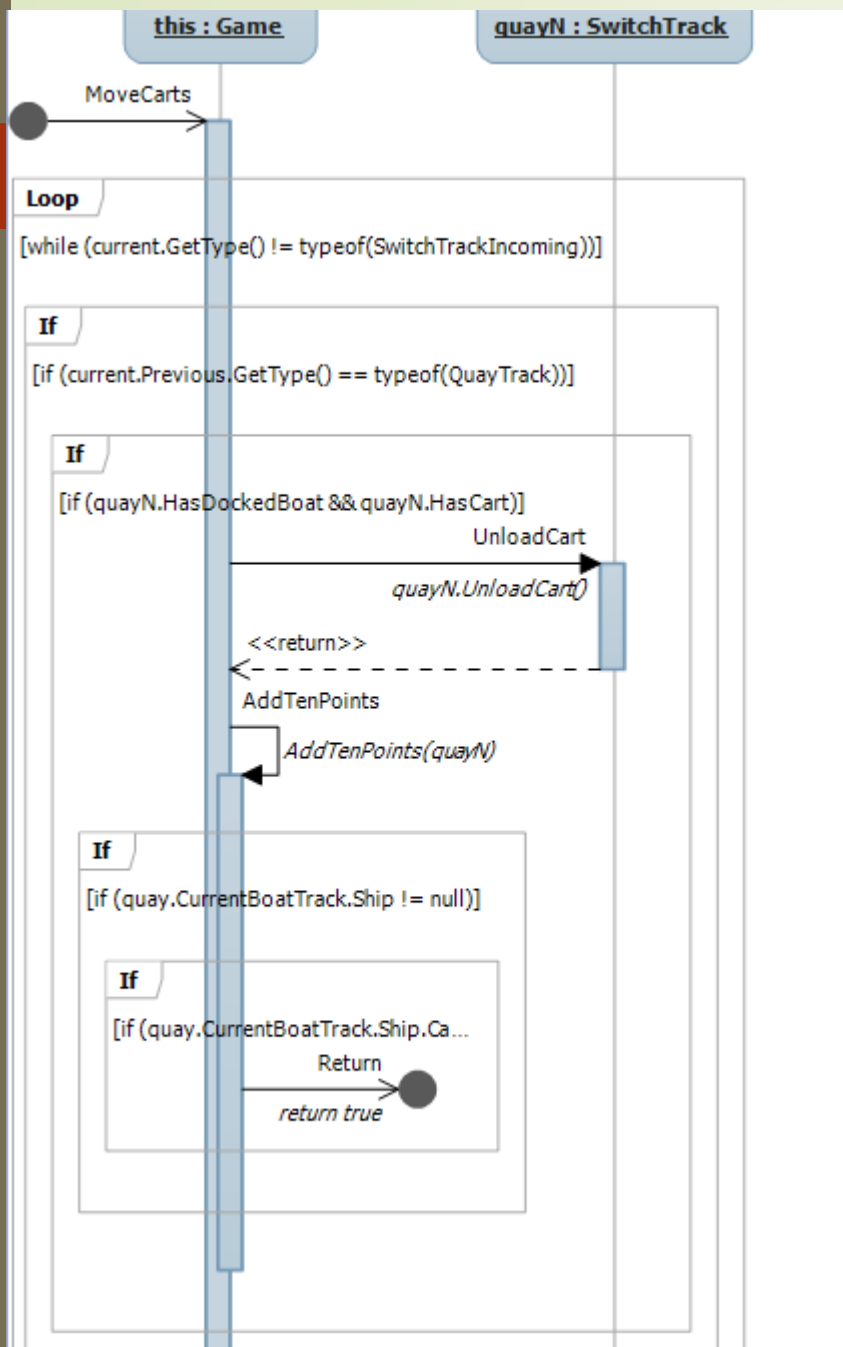 this : Game
quayN : SwitchTrack
MoveCarts
Loop
[while (current.GetType() != typeof(SwitchTrackIncoming))]
If
[if (current.Previous.GetType() == typeof(QuayTrack))]
If
[if (quayN.HasDockedBoat && quayN.HasCart)]
UnloadCart
quayN.UnloadCart()
<<return>>
AddTenPoints
AddTenPoints(quayN)
If
[if (quay.CurrentBoatTrack.Ship != null)]
If
[if (quay.CurrentBoatTrack.Ship.Ca...
Return
return true